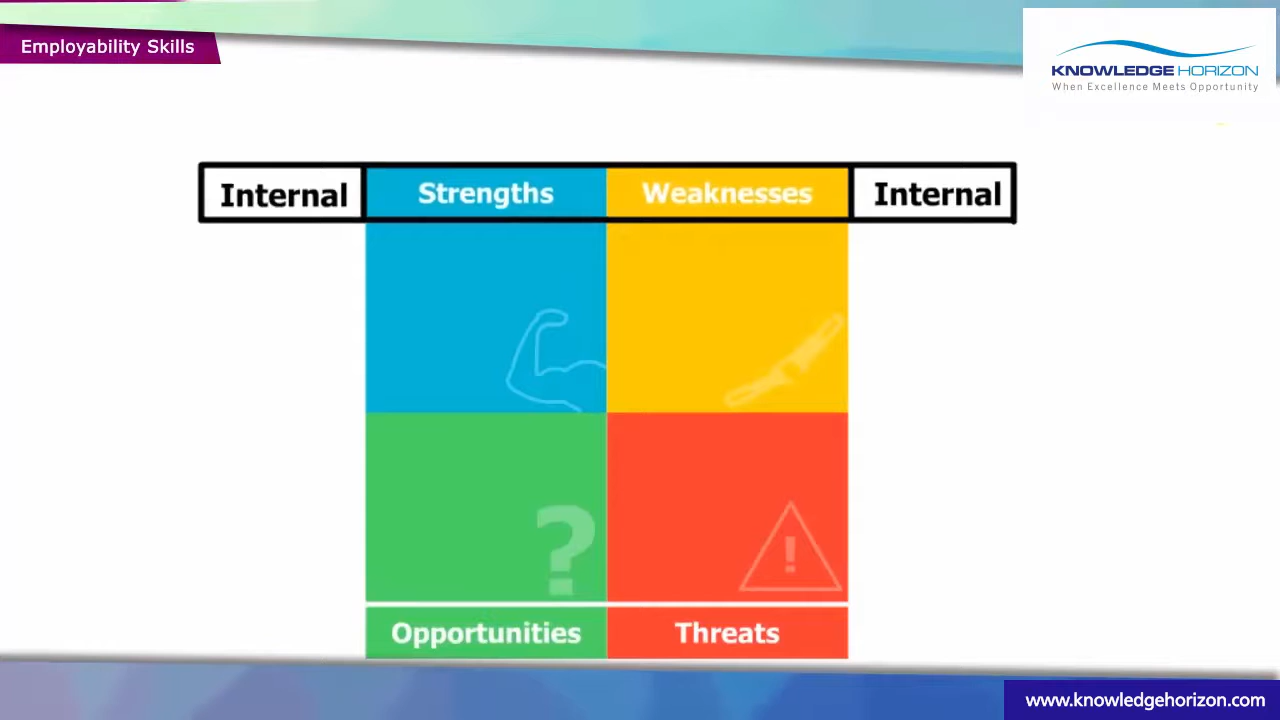 Employability Skills
KNOWLEDGE HORIZON
When Excellence Meets Opportunity
Internal Strengths Weaknesses Internal
?
!
Opportunities Threats
www.knowledgehorizon.com